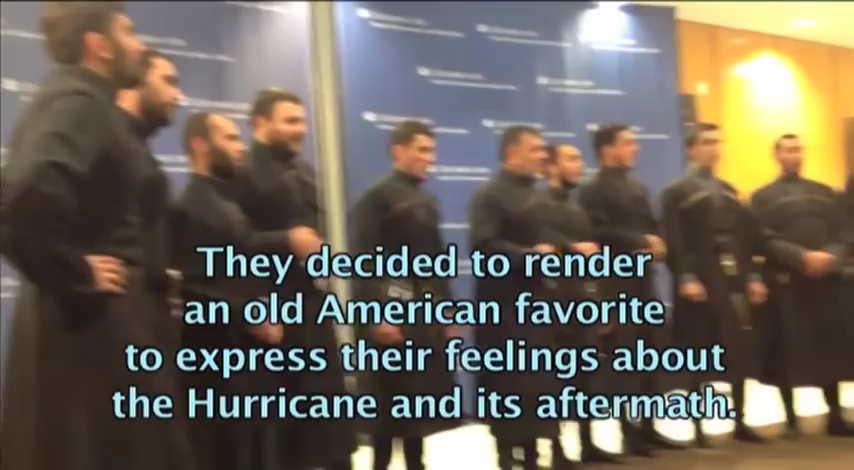 They decided to render
an old American favorite
to express their feelings about
the Hurricane and its aftermath.